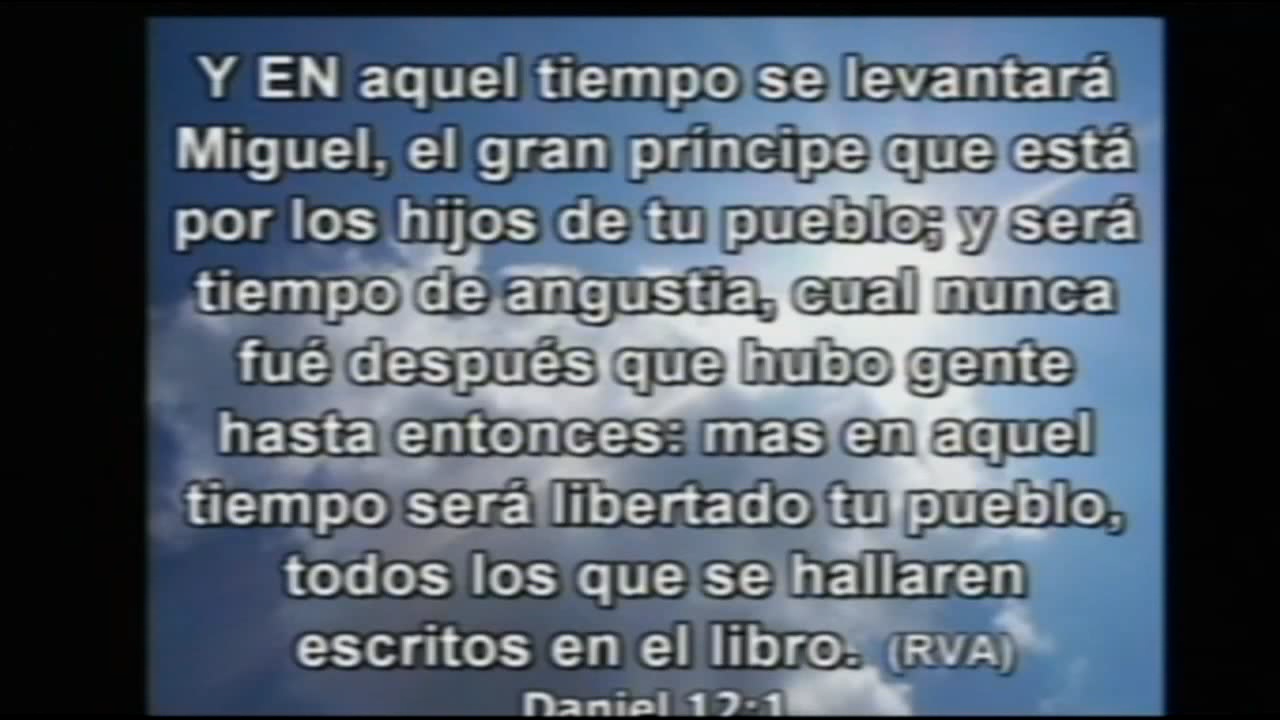 Y EN aquel tiempo se levantará
Miguel, el gran príncipe que está
por los hijos de tu pueblo; y será
tiempo de angustia, cual nunca
fué después que hubo gente
hasta entonces: mas en aquel
tiempo será libertado tu pueblo,
todos los que se hallaren
escritos en el libro. (RVA)
Daniel 12:1